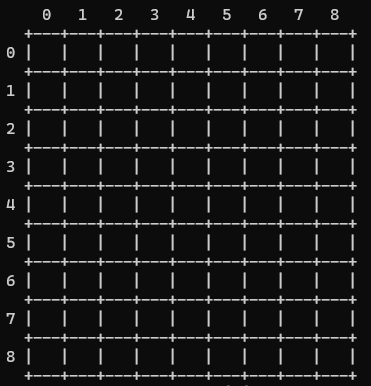 0   1   2   3   4   5   6   7   8
  +---+---+---+---+---+---+---+---+---+
0 |   |   |   |   |   |   |   |   |   |
  +---+---+---+---+---+---+---+---+---+
1 |   |   |   |   |   |   |   |   |   |
  +---+---+---+---+---+---+---+---+---+
2 |   |   |   |   |   |   |   |   |   |
  +---+---+---+---+---+---+---+---+---+
3 |   |   |   |   |   |   |   |   |   |
  +---+---+---+---+---+---+---+---+---+
4 |   |   |   |   |   |   |   |   |   |
  +---+---+---+---+---+---+---+---+---+
5 |   |   |   |   |   |   |   |   |   |
  +---+---+---+---+---+---+---+---+---+
6 |   |   |   |   |   |   |   |   |   |
  +---+---+---+---+---+---+---+---+---+
7 |   |   |   |   |   |   |   |   |   |
  +---+---+---+---+---+---+---+---+---+
8 |   |   |   |   |   |   |   |   |   |
  +---+---+---+---+---+---+---+---+---+